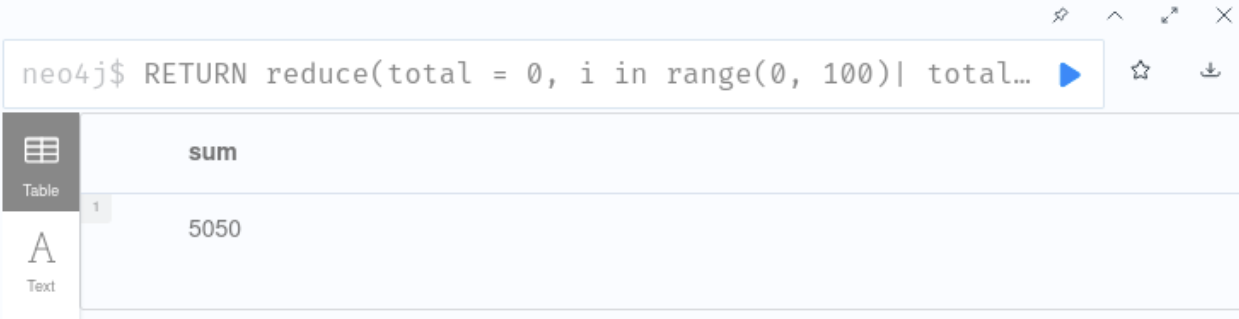 neo4j$ RETURN reduce(total = 0, i in range(0, 100)| total…
Table
sum
1
5050
A
Text